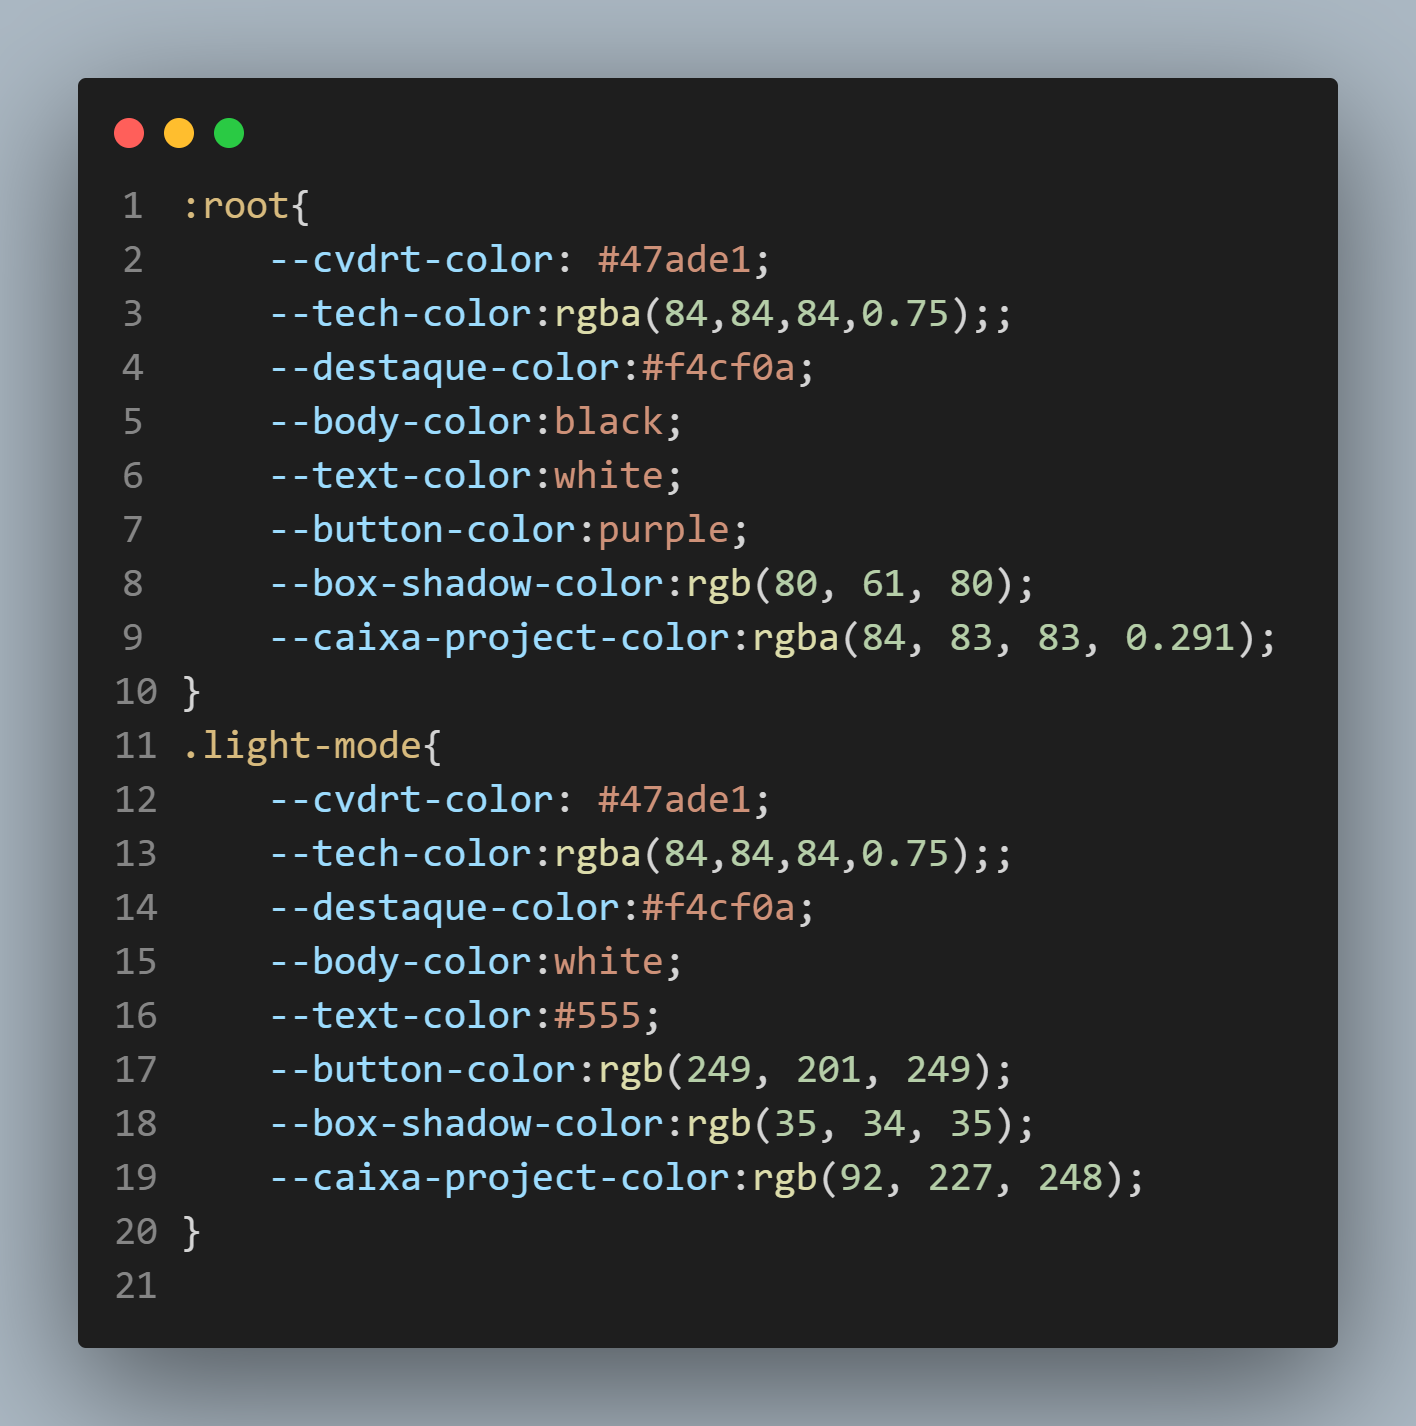 1 :root{
2     --cvdrt-color: #47ade1;
3     --tech-color:rgba(84,84,84,0.75);;
4     --destaque-color:#f4cf0a;
5     --body-color:black;
6     --text-color:white;
7     --button-color:purple;
8     --box-shadow-color:rgb(80, 61, 80);
9     --caixa-project-color:rgba(84, 83, 83, 0.291);
10 }
11 .light-mode{
12     --cvdrt-color: #47ade1;
13     --tech-color:rgba(84,84,84,0.75);;
14     --destaque-color:#f4cf0a;
15     --body-color:white;
16     --text-color:#555;
17     --button-color:rgb(249, 201, 249);
18     --box-shadow-color:rgb(35, 34, 35);
19     --caixa-project-color:rgb(92, 227, 248);
20 }
21